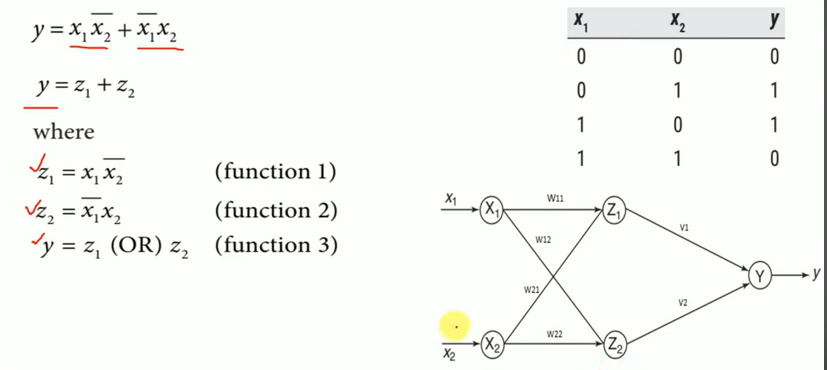 y = x₁x̅₂ + x̅₁x₂
y = z₁ + z₂
where
z₁ = x₁x̅₂ (function 1)
z₂ = x̅₁x₂ (function 2)
y = z₁ (OR) z₂ (function 3)
x₁ x₂ y
0 0 0
0 1 1
1 0 1
1 1 0
x₁ X₁ W11 Z₁
W12 V1
Y y
W21 V2
x₂ X₂ W22 Z₂